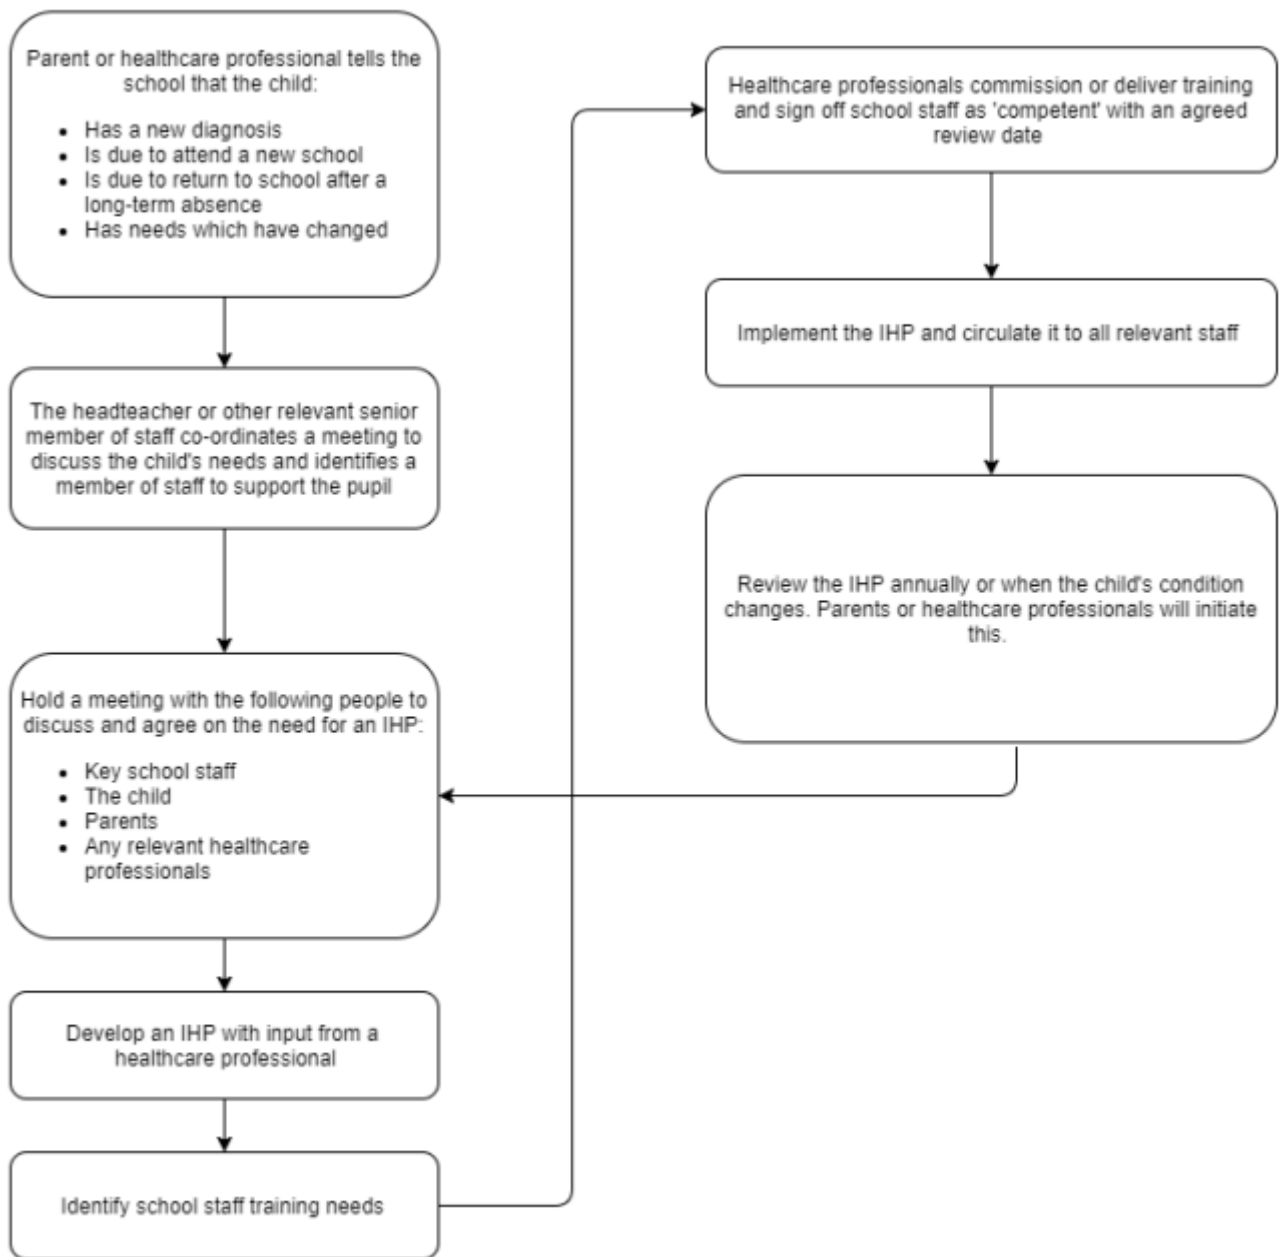 Parent or healthcare professional tells the
school that the child:
• Has a new diagnosis
• Is due to attend a new school
• Is due to return to school after a
long-term absence
• Has needs which have changed
The headteacher or other relevant senior
member of staff co-ordinates a meeting to
discuss the child's needs and identifies a
member of staff to support the pupil
Hold a meeting with the following people to
discuss and agree on the need for an IHP:
• Key school staff
• The child
• Parents
• Any relevant healthcare
professionals
Develop an IHP with input from a
healthcare professional
Identify school staff training needs
Healthcare professionals commission or deliver training
and sign off school staff as 'competent' with an agreed
review date
Implement the IHP and circulate it to all relevant staff
Review the IHP annually or when the child's condition
changes. Parents or healthcare professionals will initiate
this.